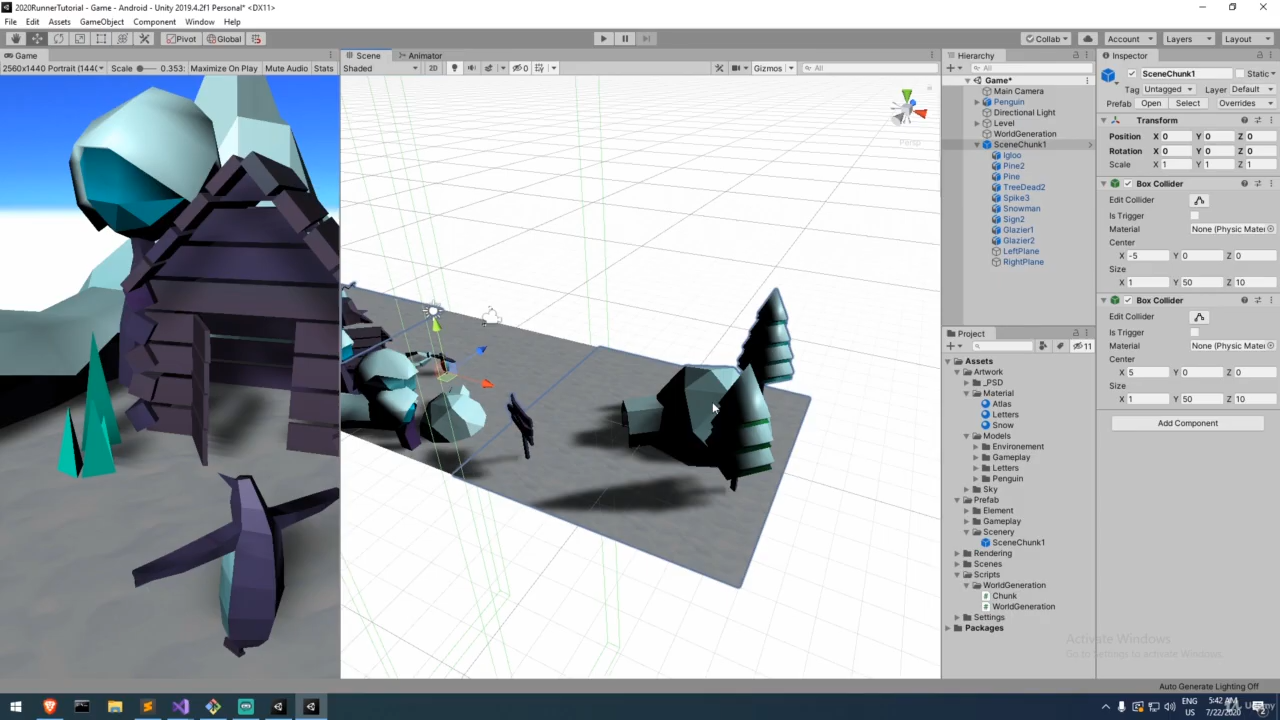 2020RunnerTutorial - Game - Android - Unity 2019.4.2f1 Personal* <DX11>
File Edit Assets GameObject Component Window Help
Pivot Global Collab Account Layers Layout
Game Scene Animator Hierarchy Inspector
2560x1440 Portrait (144( Scale 0.353: Maximize On Play Mute Audio Stats Shaded 2D 0 Gizmos All All
Game*
Main Camera
Penguin
Directional Light
Level
WorldGeneration
SceneChunk1
Igloo
Pine2
Pine
TreeDead2
Spike3
Snowman
Sign2
Glazier1
Glazier2
LeftPlane
RightPlane
Persp
Project
11
Assets
Artwork
_PSD
Material
Atlas
Letters
Snow
Models
Environement
Gameplay
Letters
Penguin
Sky
Prefab
Element
Gameplay
Scenery
SceneChunk1
Rendering
Scenes
Scripts
WorldGeneration
Chunk
WorldGeneration
Settings
Packages
SceneChunk1 Static
Tag Untagged Layer Default
Prefab Open Select Overrides
Transform
Position X 0 Y 0 Z 0
Rotation X 0 Y 0 Z 0
Scale X 1 Y 1 Z 1
Box Collider
Edit Collider
Is Trigger
Material None (Physic Mater
Center
X -5 Y 0 Z 0
Size
X 1 Y 50 Z 10
Box Collider
Edit Collider
Is Trigger
Material None (Physic Mater
Center
X 5 Y 0 Z 0
Size
X 1 Y 50 Z 10
Add Component
Activate Windows
Go to Settings to activate Windows.
Auto Generate Lighting Off
ENG
US
5:42 AM
7/22/2020
2
Udemy